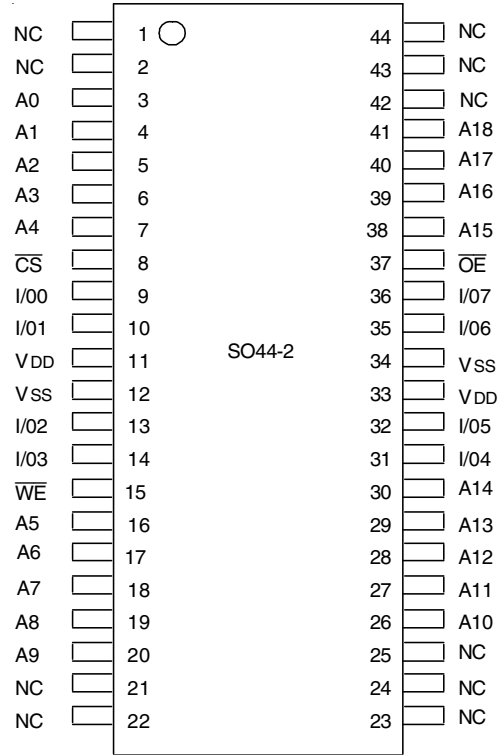 NC 1 44 NC
NC 2 43 NC
A0 3 42 NC
A1 4 41 A18
A2 5 40 A17
A3 6 39 A16
A4 7 38 A15
C̅S̅ 8 37 O̅E̅
I/00 9 36 I/07
I/01 10 35 I/06
VDD 11 SO44-2 34 VSS
VSS 12 33 VDD
I/02 13 32 I/05
I/03 14 31 I/04
W̅E̅ 15 30 A14
A5 16 29 A13
A6 17 28 A12
A7 18 27 A11
A8 19 26 A10
A9 20 25 NC
NC 21 24 NC
NC 22 23 NC